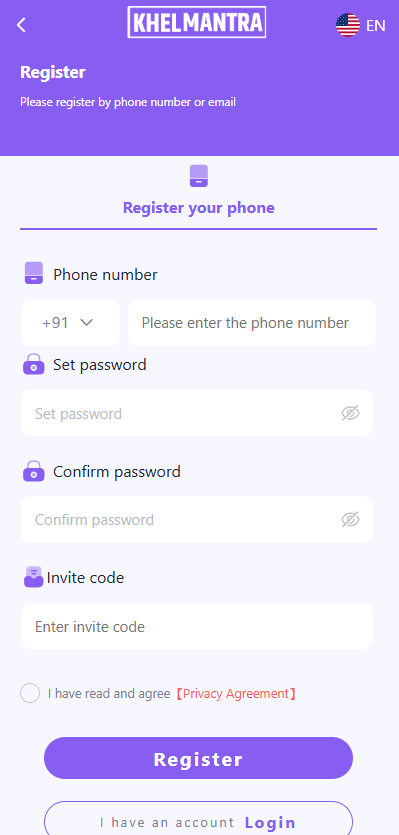 KHELMANTRA
EN
Register
Please register by phone number or email
Register your phone
Phone number
+91
Please enter the phone number
Set password
Set password
Confirm password
Confirm password
Invite code
Enter invite code
I have read and agree【Privacy Agreement】
Register
I have an account Login